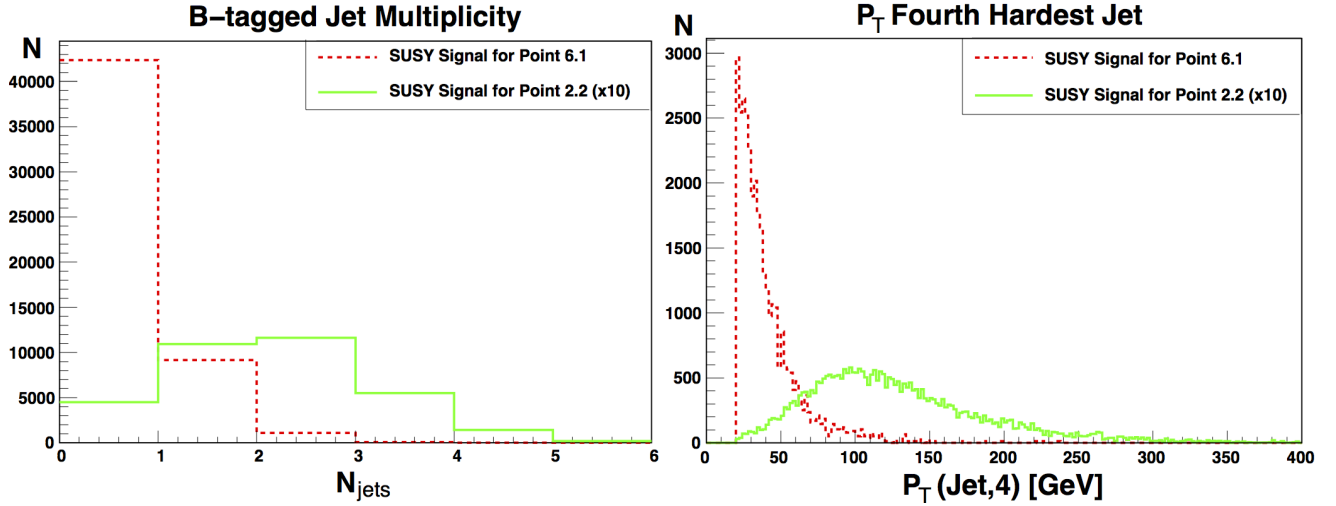 B-tagged Jet Multiplicity
N
SUSY Signal for Point 6.1
SUSY Signal for Point 2.2 (x10)
40000
35000
30000
25000
20000
15000
10000
5000
0
0 1 2 3 4 5 6
N_jets
P_T Fourth Hardest Jet
N
SUSY Signal for Point 6.1
SUSY Signal for Point 2.2 (x10)
3000
2500
2000
1500
1000
500
0
0 50 100 150 200 250 300 350 400
P_T (Jet,4) [GeV]